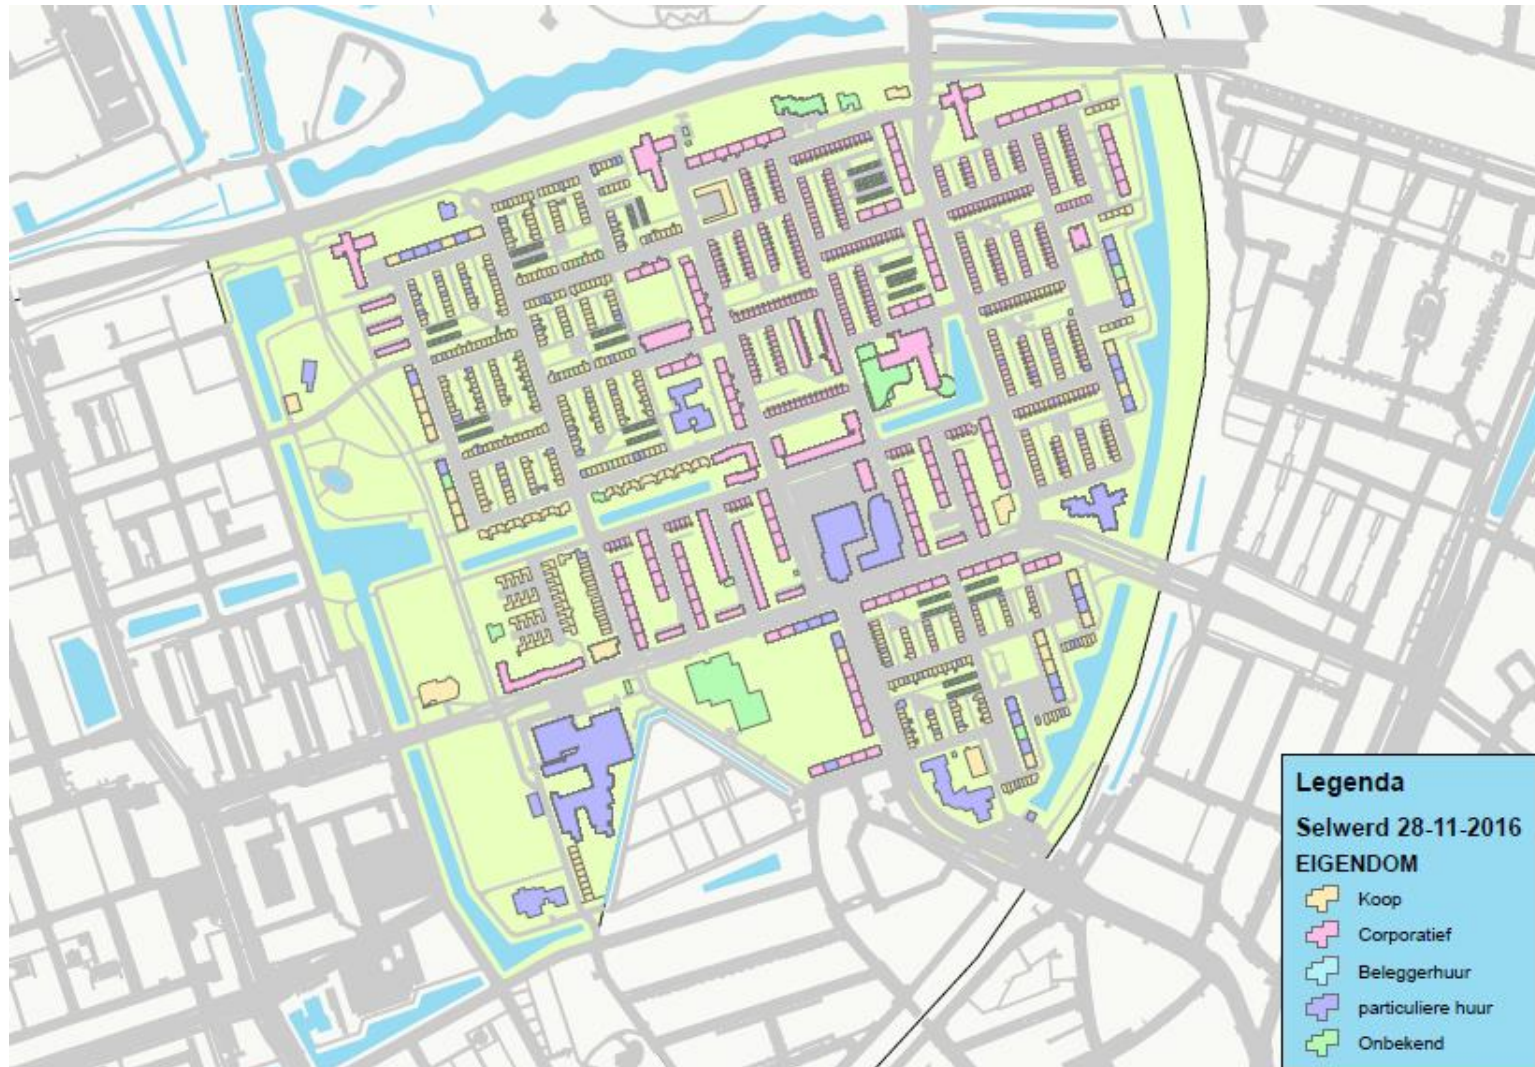 Legenda
Selwerd 28-11-2016
EIGENDOM
Koop
Corporatief
Beleggerhuur
particuliere huur
Onbekend